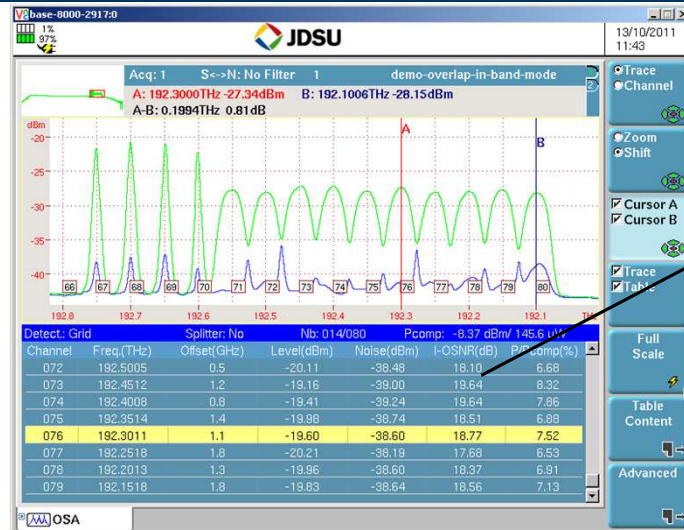 V base-8000-2917:0
1%
97%
JDSU
13/10/2011
11:43
Acq: 1 S<->N: No Filter 1 demo-overlap-in-band-mode
2
A: 192.3000THz -27.34dBm B: 192.1006THz -28.15dBm
A-B: 0.1994THz 0.81dB
dBm
A
B
-20
-25
-30
-35
-40
66 67 68 69 70 71 72 73 74 75 76 77 78 79 80
192.8 192.7 192.6 192.5 192.4 192.3 192.2 192.1
Detect.: Grid Splitter: No Nb: 014/080 Pcomp: -8.37 dBm/ 145.6 uW
Channel Freq.(THz) Offset(GHz) Level(dBm) Noise(dBm) I-OSNR(dB) P/Pcomp(%)
072 192.5005 0.5 -20.11 -38.48 18.10 6.68
073 192.4512 1.2 -19.16 -39.00 19.64 8.32
074 192.4008 0.8 -19.41 -39.24 19.64 7.86
075 192.3514 1.4 -19.98 -38.74 18.51 6.88
076 192.3011 1.1 -19.60 -38.60 18.77 7.52
077 192.2518 1.8 -20.21 -38.19 17.68 6.53
078 192.2013 1.3 -19.96 -38.60 18.37 6.91
079 192.1518 1.8 -19.83 -38.64 18.56 7.13
OSA
Trace
Channel
Zoom
Shift
Cursor A
Cursor B
Trace
Table
Full
Scale
Table
Content
Advanced